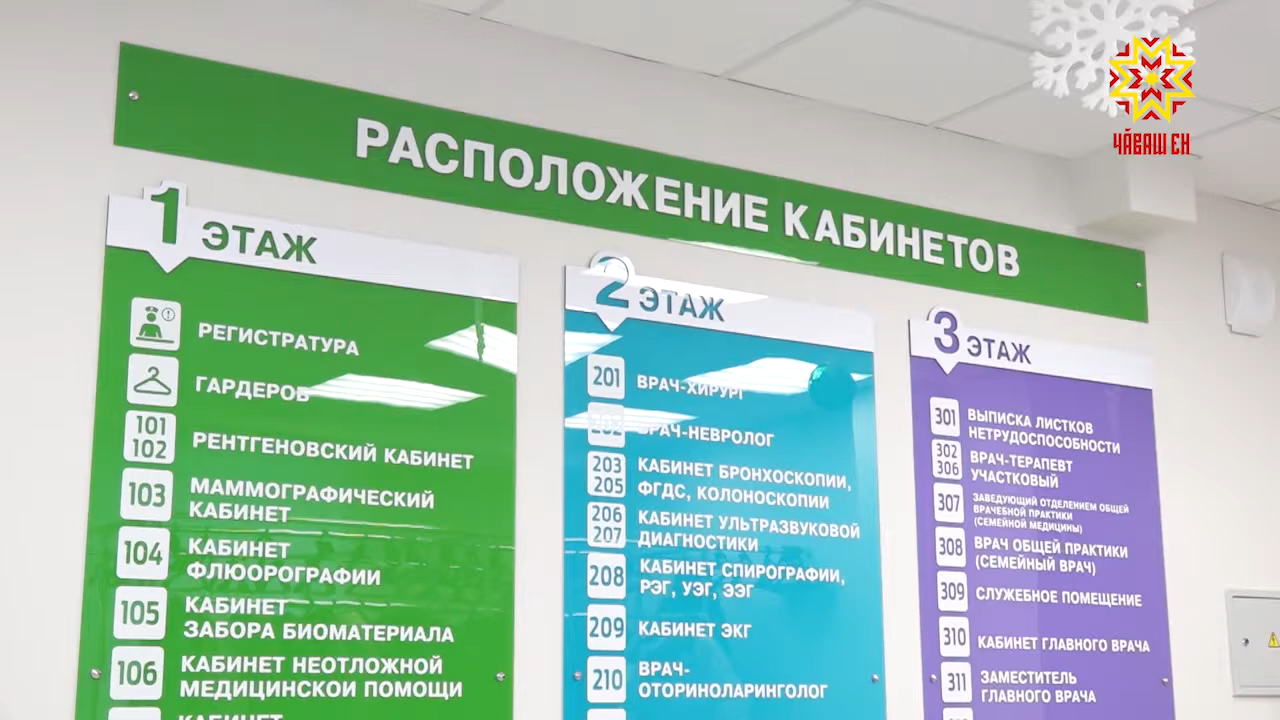 РАСПОЛОЖЕНИЕ КАБИНЕТОВ
ЧӐВАШ ЕН
1 ЭТАЖ
РЕГИСТРАТУРА
ГАРДЕРОВ
101
102
РЕНТГЕНОВСКИЙ КАБИНЕТ
103
МАММОГРАФИЧЕСКИЙ
КАБИНЕТ
104
КАБИНЕТ
ФЛЮОРОГРАФИИ
105
КАБИНЕТ
ЗАБОРА БИОМАТЕРИАЛА
106
КАБИНЕТ НЕОТЛОЖНОЙ
МЕДИЦИНСКОЙ ПОМОЩИ
КАБИНЕТ
2 ЭТАЖ
201
ВРАЧ-ХИРУРГ
202
ВРАЧ-НЕВРОЛОГ
203
205
КАБИНЕТ БРОНХОСКОПИИ,
ФГДС, КОЛОНОСКОПИИ
206
207
КАБИНЕТ УЛЬТРАЗВУКОВОЙ
ДИАГНОСТИКИ
208
КАБИНЕТ СПИРОГРАФИИ,
РЭГ, УЭГ, ЭЭГ
209
КАБИНЕТ ЭКГ
210
ВРАЧ-
ОТОРИНОЛАРИНГОЛОГ
3 ЭТАЖ
301
ВЫПИСКА ЛИСТКОВ
НЕТРУДОСПОСОБНОСТИ
302
306
ВРАЧ-ТЕРАПЕВТ
УЧАСТКОВЫЙ
307
ЗАВЕДУЮЩИЙ ОТДЕЛЕНИЕМ ОБЩЕЙ
ВРАЧЕБНОЙ ПРАКТИКИ
(СЕМЕЙНОЙ МЕДИЦИНЫ)
308
ВРАЧ ОБЩЕЙ ПРАКТИКИ
(СЕМЕЙНЫЙ ВРАЧ)
309
СЛУЖЕБНОЕ ПОМЕЩЕНИЕ
310
КАБИНЕТ ГЛАВНОГО ВРАЧА
311
ЗАМЕСТИТЕЛЬ
ГЛАВНОГО ВРАЧА